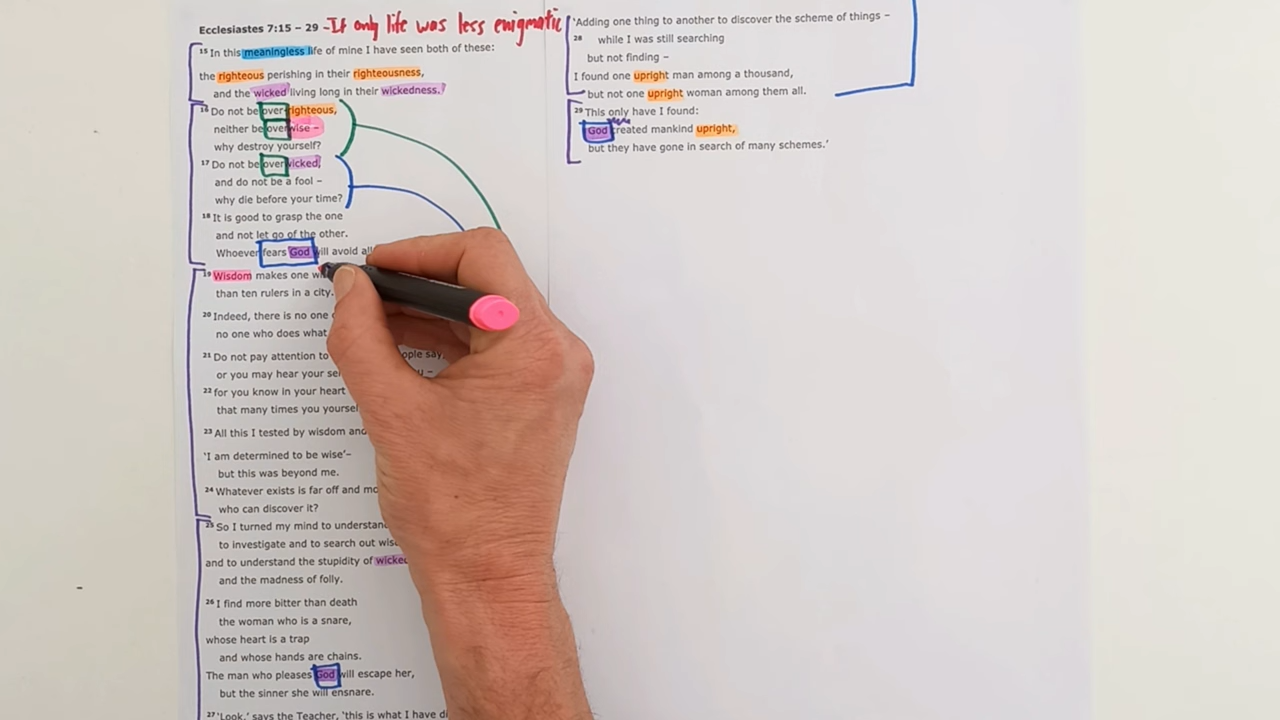 Ecclesiastes 7:15 – 29 - If only life was less enigmatic
15 In this meaningless life of mine I have seen both of these:
the righteous perishing in their righteousness,
and the wicked living long in their wickedness.
16 Do not be over-righteous,
neither be overwise –
why destroy yourself?
17 Do not be overwicked,
and do not be a fool –
why die before your time?
18 It is good to grasp the one
and not let go of the other.
Whoever fears God will avoid all
19 Wisdom makes one
than ten rulers in a city.
20 Indeed, there is no one
no one who does what
21 Do not pay attention to people say,
or you may hear your
22 for you know in your heart
that many times you
23 All this I tested by wisdom and
'I am determined to be wise'–
but this was beyond me.
24 Whatever exists is far off and
who can discover it?
25 So I turned my mind to understand
to investigate and to search out
and to understand the stupidity of
and the madness of folly.
26 I find more bitter than death
the woman who is a snare,
whose heart is a trap
and whose hands are chains.
The man who pleases God will escape her,
but the sinner she will ensnare.
27 'Look,' says the Teacher, 'this is what I have
'Adding one thing to another to discover the scheme of things –
28 while I was still searching
but not finding –
I found one upright man among a thousand,
but not one upright woman among them all.
29 This only have I found:
God created mankind upright,
but they have gone in search of many schemes.'